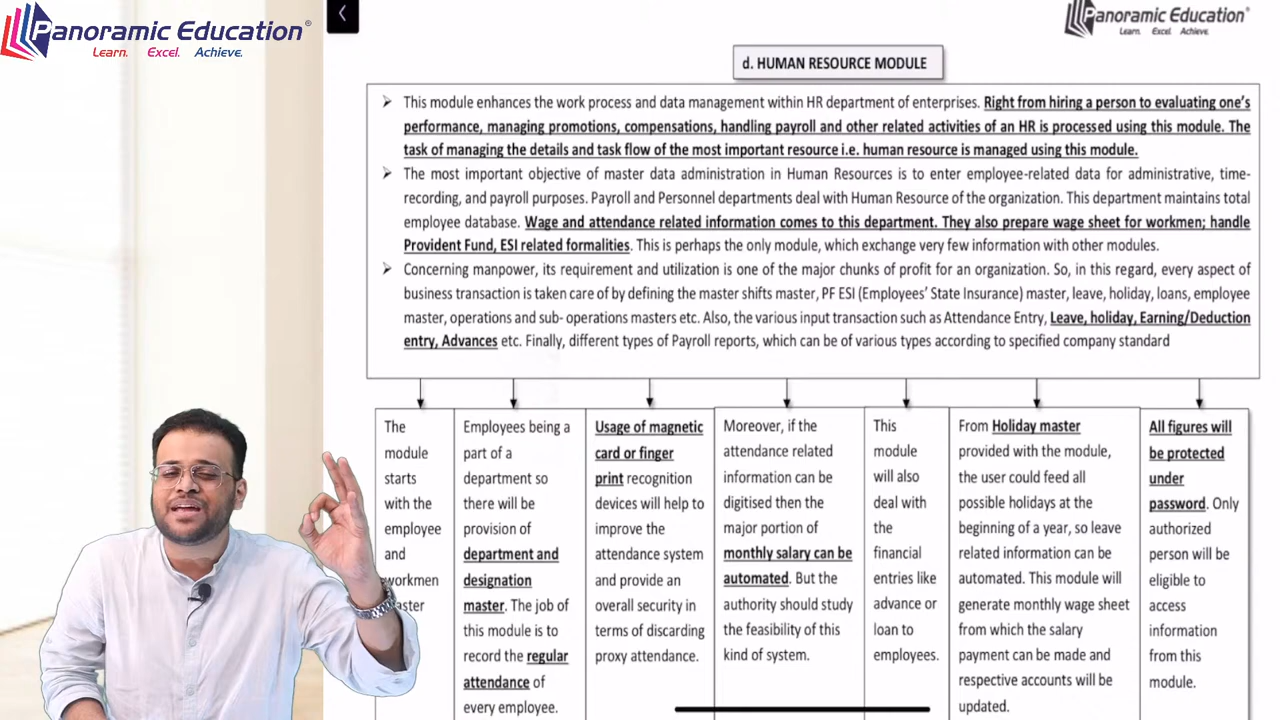 Panoramic Education®
Learn. Excel. Achieve.
Panoramic Education®
Learn. Excel. Achieve.
d. HUMAN RESOURCE MODULE
➢ This module enhances the work process and data management within HR department of enterprises. Right from hiring a person to evaluating one's
performance, managing promotions, compensations, handling payroll and other related activities of an HR is processed using this module. The
task of managing the details and task flow of the most important resource i.e. human resource is managed using this module.
➢ The most important objective of master data administration in Human Resources is to enter employee-related data for administrative, time-
recording, and payroll purposes. Payroll and Personnel departments deal with Human Resource of the organization. This department maintains total
employee database. Wage and attendance related information comes to this department. They also prepare wage sheet for workmen; handle
Provident Fund, ESI related formalities. This is perhaps the only module, which exchange very few information with other modules.
➢ Concerning manpower, its requirement and utilization is one of the major chunks of profit for an organization. So, in this regard, every aspect of
business transaction is taken care of by defining the master shifts master, PF ESI (Employees' State Insurance) master, leave, holiday, loans, employee
master, operations and sub- operations masters etc. Also, the various input transaction such as Attendance Entry, Leave, holiday, Earning/Deduction
entry, Advances etc. Finally, different types of Payroll reports, which can be of various types according to specified company standard
The
module
starts
with the
employee
and
workmen
Employees being a
part of a
department so
there will be
provision of
department and
designation
master. The job of
this module is to
record the regular
attendance of
every employee.
Usage of magnetic
card or finger
print recognition
devices will help to
improve the
attendance system
and provide an
overall security in
terms of discarding
proxy attendance.
Moreover, if the
attendance related
information can be
digitised then the
major portion of
monthly salary can be
automated. But the
authority should study
the feasibility of this
kind of system.
This
module
will also
deal with
the
financial
entries like
advance or
loan to
employees.
From Holiday master
provided with the module,
the user could feed all
possible holidays at the
beginning of a year, so leave
related information can be
automated. This module will
generate monthly wage sheet
from which the salary
payment can be made and
respective accounts will be
updated.
All figures will
be protected
under
password. Only
authorized
person will be
eligible to
access
information
from this
module.